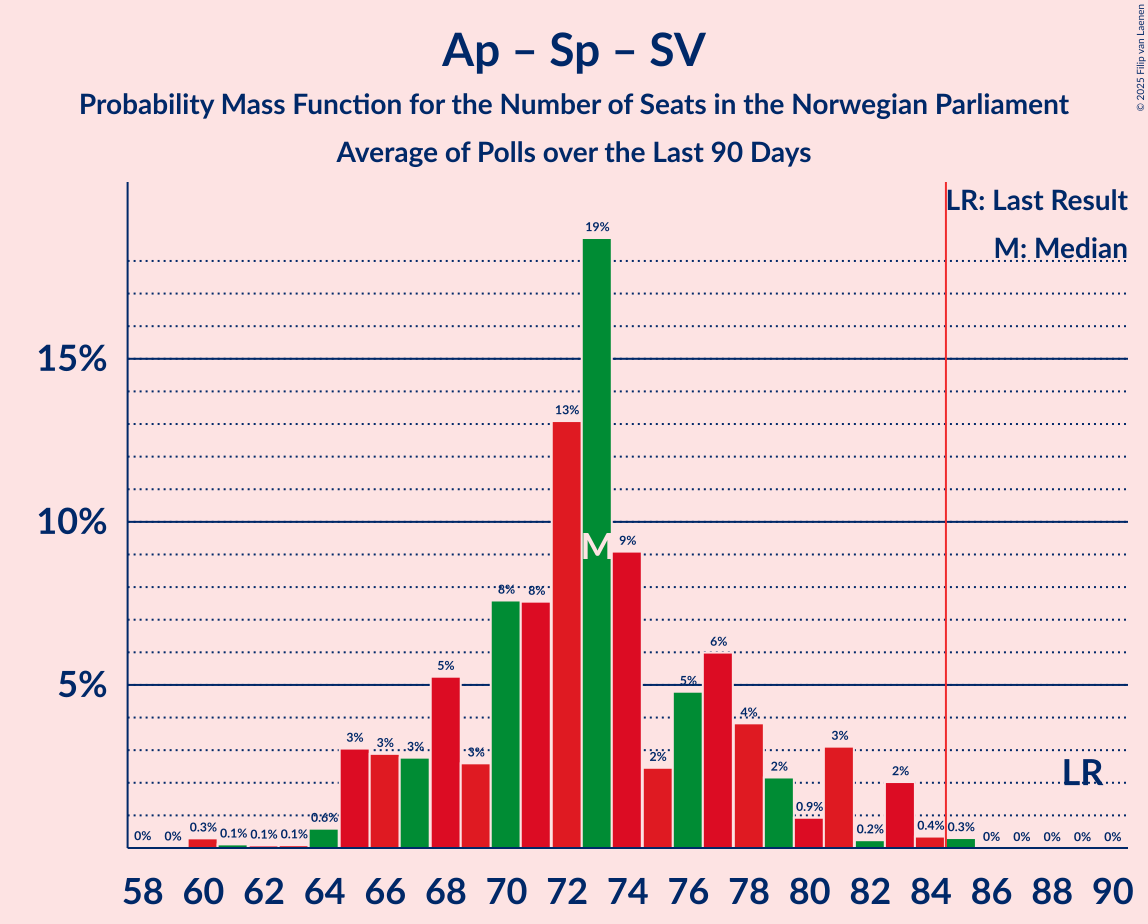 Ap – Sp – SV
Probability Mass Function for the Number of Seats in the Norwegian Parliament
Average of Polls over the Last 90 Days
© 2025 Filip van Laenen
LR: Last Result
M: Median
15%
10%
5%
0% 0% 0.3% 0.1% 0.1% 0.1% 0.6% 3% 3% 3% 5% 3% 8% 8% 13% 19% 9% 2% 5% 6% 4% 2% 0.9% 3% 0.2% 2% 0.4% 0.3% 0% 0% 0% 0% 0%
M
LR
58 60 62 64 66 68 70 72 74 76 78 80 82 84 86 88 90